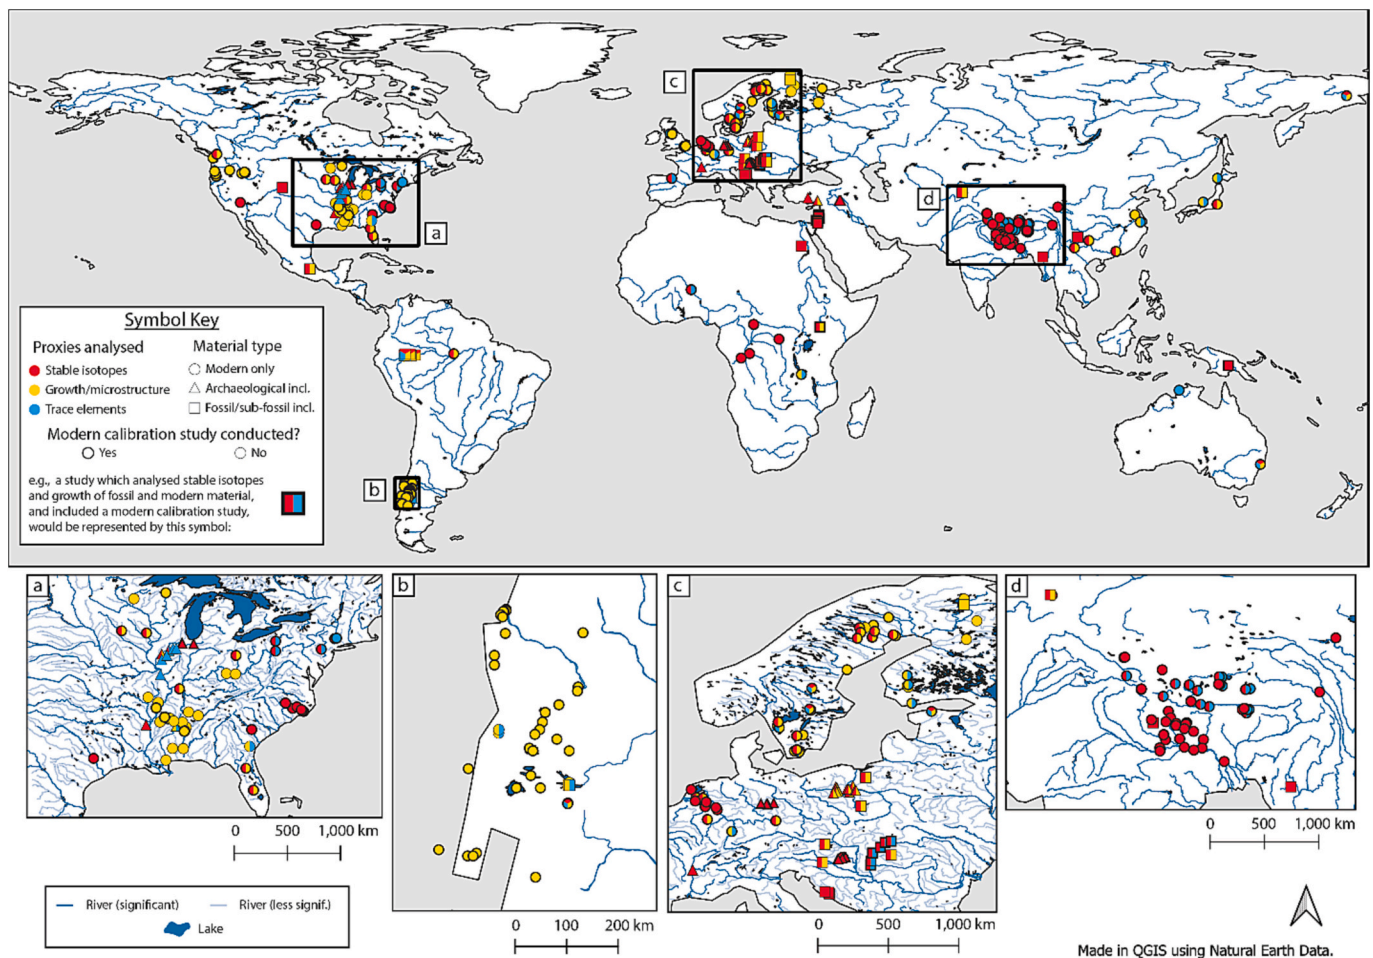 c
d
a
b
Symbol Key
Proxies analysed
Material type
Stable isotopes
Modern only
Growth/microstructure
Archaeological incl.
Trace elements
Fossil/sub-fossil incl.
Modern calibration study conducted?
Yes
No
e.g., a study which analysed stable isotopes
and growth of fossil and modern material,
and included a modern calibration study,
would be represented by this symbol:
a
b
c
d
0 500 1,000 km
0 500 1,000 km
River (significant) River (less signif.)
Lake
0 100 200 km
0 500 1,000 km
Made in QGIS using Natural Earth Data.